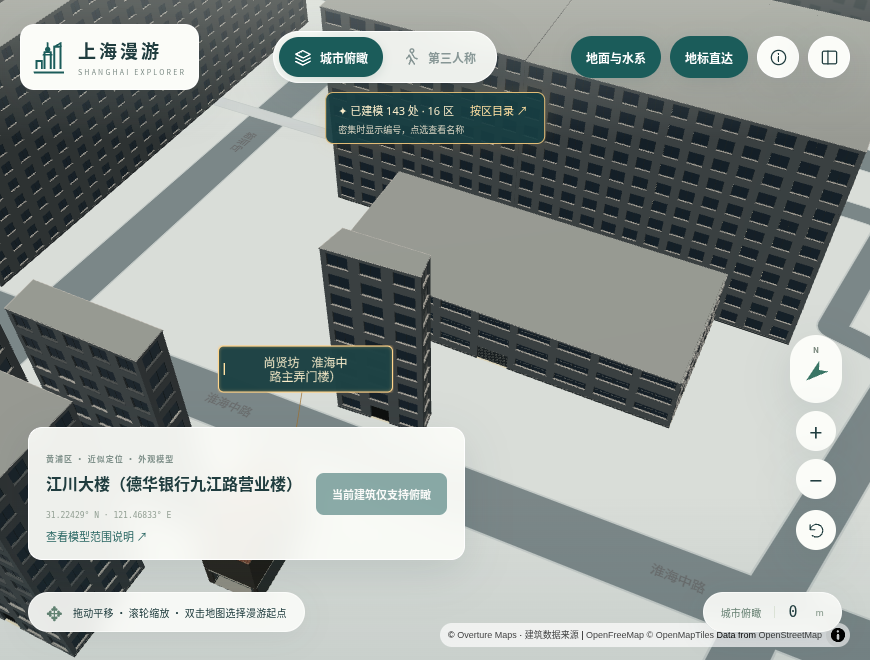 上海漫游
SHANGHAI EXPLORER
城市俯瞰
第三人称
地面与水系
地标直达
✦ 已建模 143 处 · 16 区 按区目录 ↗
密集时显示编号，点选查看名称
尚贤坊 淮海中
路主弄门楼）
淮海中路
N
黄浦区 · 近似定位 · 外观模型
江川大楼（德华银行九江路营业楼）
31.22429° N · 121.46833° E
查看模型范围说明 ↗
当前建筑仅支持俯瞰
+
−
淮海中路
拖动平移 · 滚轮缩放 · 双击地图选择漫游起点
城市俯瞰 0 m
© Overture Maps · 建筑数据来源 | OpenFreeMap © OpenMapTiles Data from OpenStreetMap